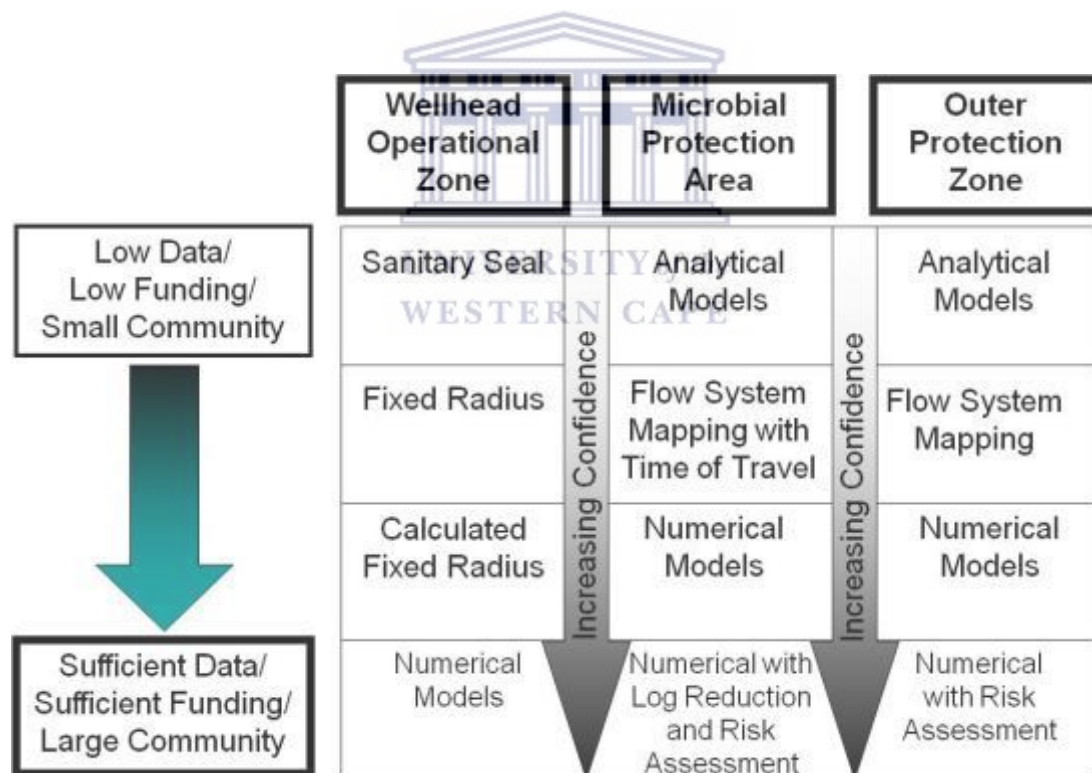 Wellhead
Operational
Zone
Microbial
Protection
Area
Outer
Protection
Zone
Low Data/
Low Funding/
Small Community
Sanitary Seal
Analytical
Models
Analytical
Models
UNIVERSITY of the
WESTERN CAPE
Fixed Radius
Flow System
Mapping with
Time of Travel
Flow System
Mapping
Calculated
Fixed Radius
Numerical
Models
Numerical
Models
Increasing Confidence
Increasing Confidence
Sufficient Data/
Sufficient Funding/
Large Community
Numerical
Models
Numerical with
Log Reduction
and Risk
Assessment
Numerical
with Risk
Assessment